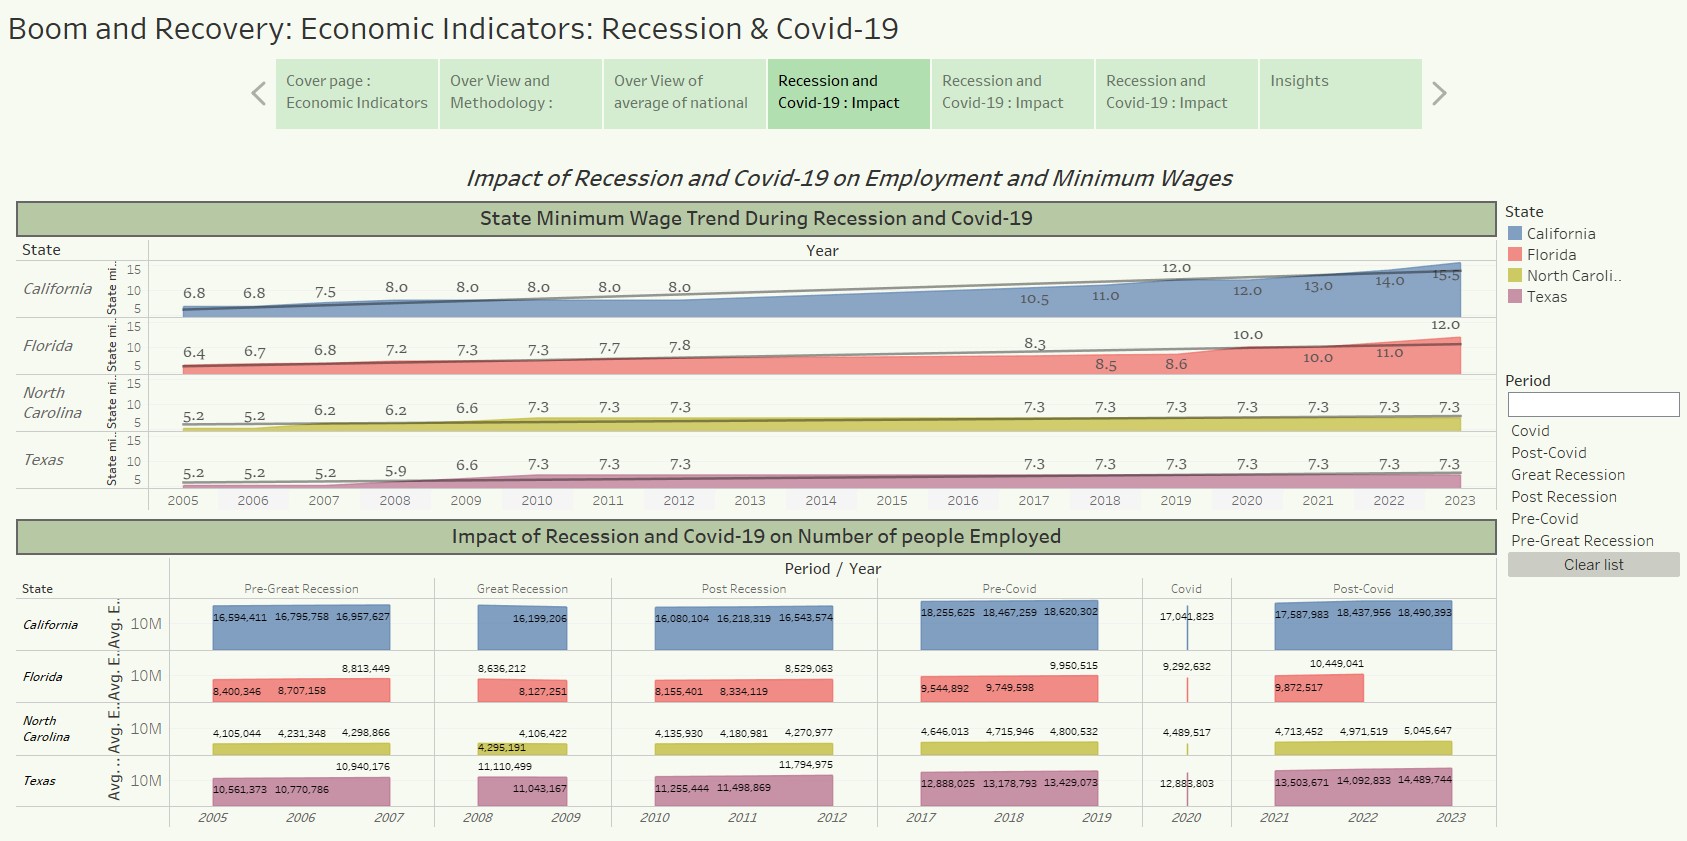 Boom and Recovery: Economic Indicators: Recession & Covid-19
Cover page : Over View and Over View of Recession and Recession and Recession and Insights
Economic Indicators Methodology : average of national Covid-19 : Impact Covid-19 : Impact Covid-19 : Impact
Impact of Recession and Covid-19 on Employment and Minimum Wages
State Minimum Wage Trend During Recession and Covid-19
State Year
California State mi.. 15 10 5
6.8 6.8 7.5 8.0 8.0 8.0 8.0 8.0 10.5 11.0 12.0 12.0 13.0 14.0 15.5
Florida State mi.. 15 10 5
6.4 6.7 6.8 7.2 7.3 7.3 7.7 7.8 8.3 8.5 8.6 10.0 10.0 11.0 12.0
North Carolina State mi.. 15 10 5
5.2 5.2 6.2 6.2 6.6 7.3 7.3 7.3 7.3 7.3 7.3 7.3 7.3 7.3 7.3
Texas State mi.. 15 10 5
5.2 5.2 5.2 5.9 6.6 7.3 7.3 7.3 7.3 7.3 7.3 7.3 7.3 7.3 7.3
2005 2006 2007 2008 2009 2010 2011 2012 2013 2014 2015 2016 2017 2018 2019 2020 2021 2022 2023
Impact of Recession and Covid-19 on Number of people Employed
Period / Year
State Pre-Great Recession Great Recession Post Recession Pre-Covid Covid Post-Covid
California Avg. E.. 10M
16,594,411 16,795,758 16,957,627 16,199,206 16,080,104 16,218,319 16,543,574 18,255,625 18,467,259 18,620,302 17,041,823 17,587,983 18,437,956 18,490,393
Florida Avg. E.. 10M
8,400,346 8,707,158 8,813,449 8,636,212 8,127,251 8,155,401 8,334,119 8,529,063 9,544,892 9,749,598 9,950,515 9,292,632 9,872,517 10,449,041
North Carolina Avg. E.. 10M
4,105,044 4,231,348 4,298,866 4,295,191 4,106,422 4,135,930 4,180,981 4,270,977 4,646,013 4,715,946 4,800,532 4,489,517 4,713,452 4,971,519 5,045,647
Texas Avg. .. 10M
10,561,373 10,770,786 10,940,176 11,110,499 11,043,167 11,255,444 11,498,869 11,794,975 12,888,025 13,178,793 13,429,073 12,883,803 13,503,671 14,092,833 14,489,744
2005 2006 2007 2008 2009 2010 2011 2012 2017 2018 2019 2020 2021 2022 2023
State
California
Florida
North Caroli..
Texas
Period
Covid
Post-Covid
Great Recession
Post Recession
Pre-Covid
Pre-Great Recession
Clear list